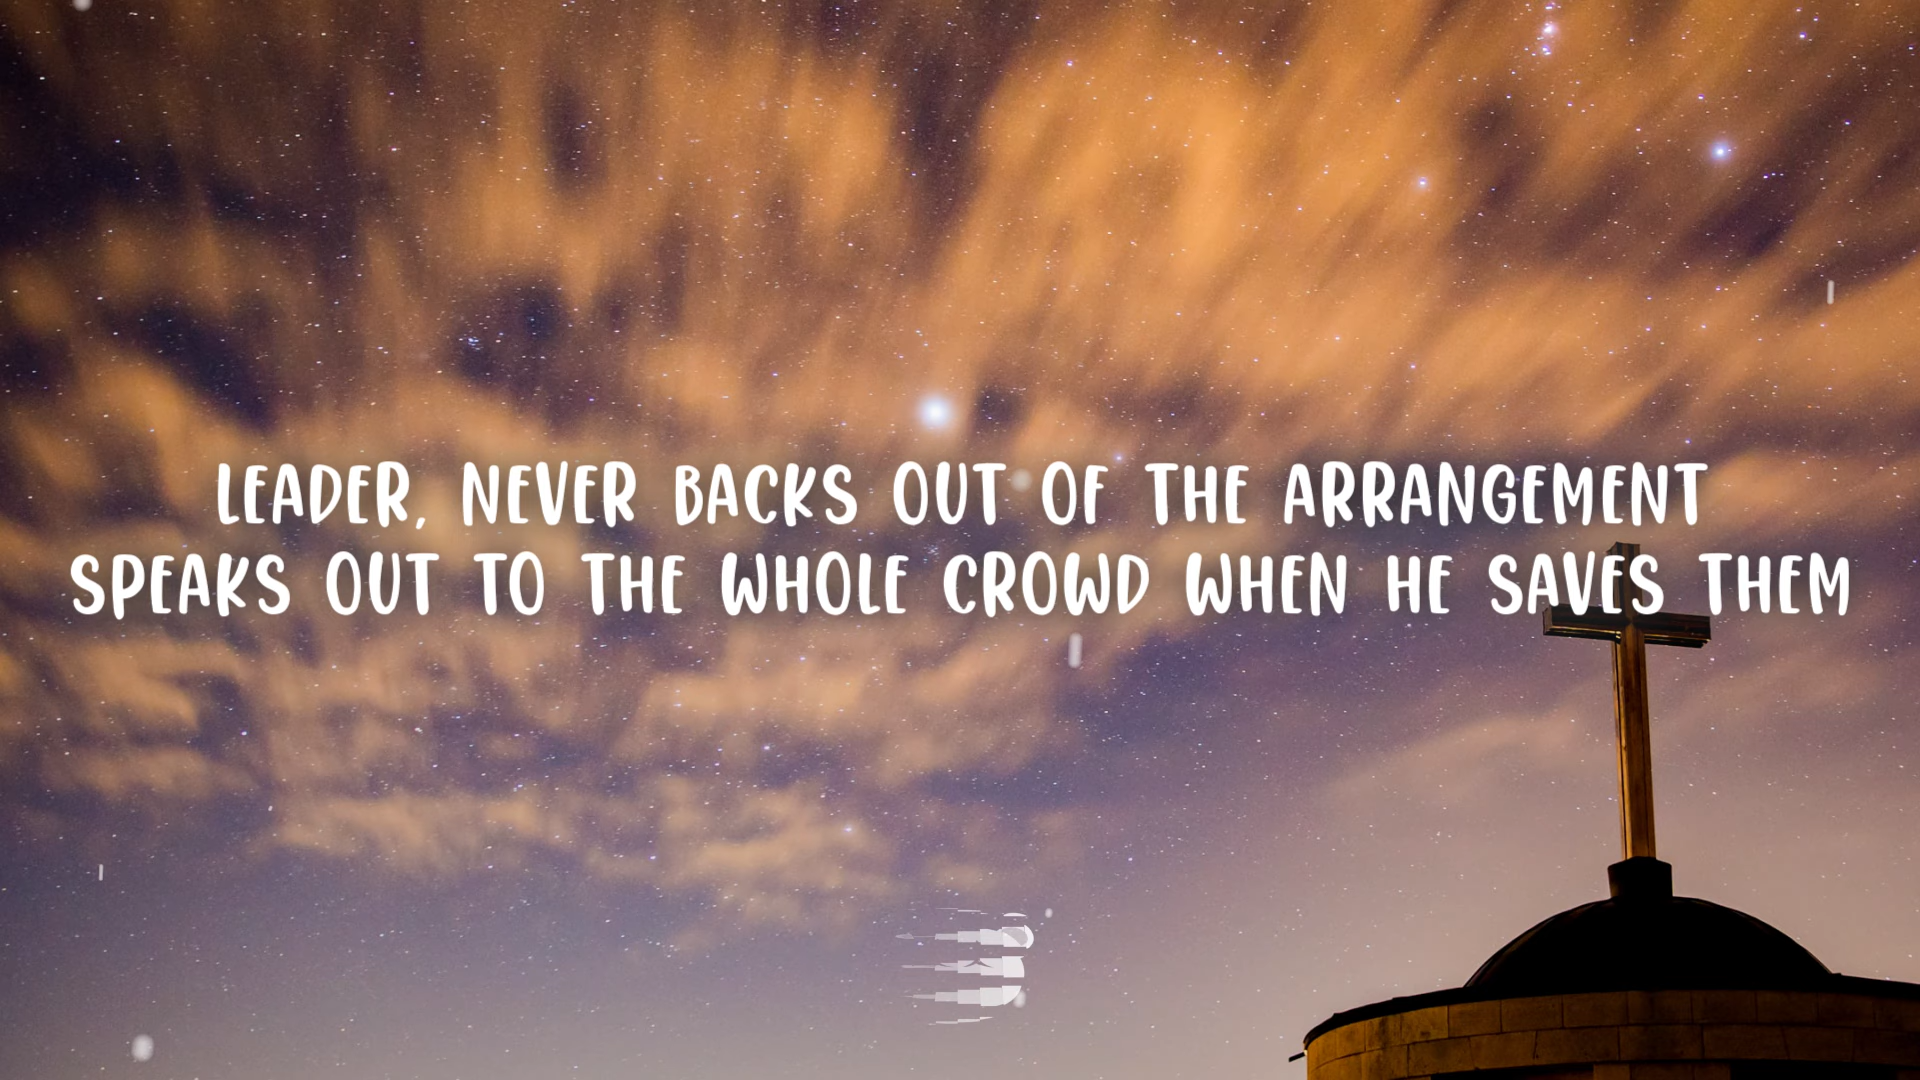 LEADER, NEVER BACKS OUT OF THE ARRANGEMENT
SPEAKS OUT TO THE WHOLE CROWD WHEN HE SAVES THEM